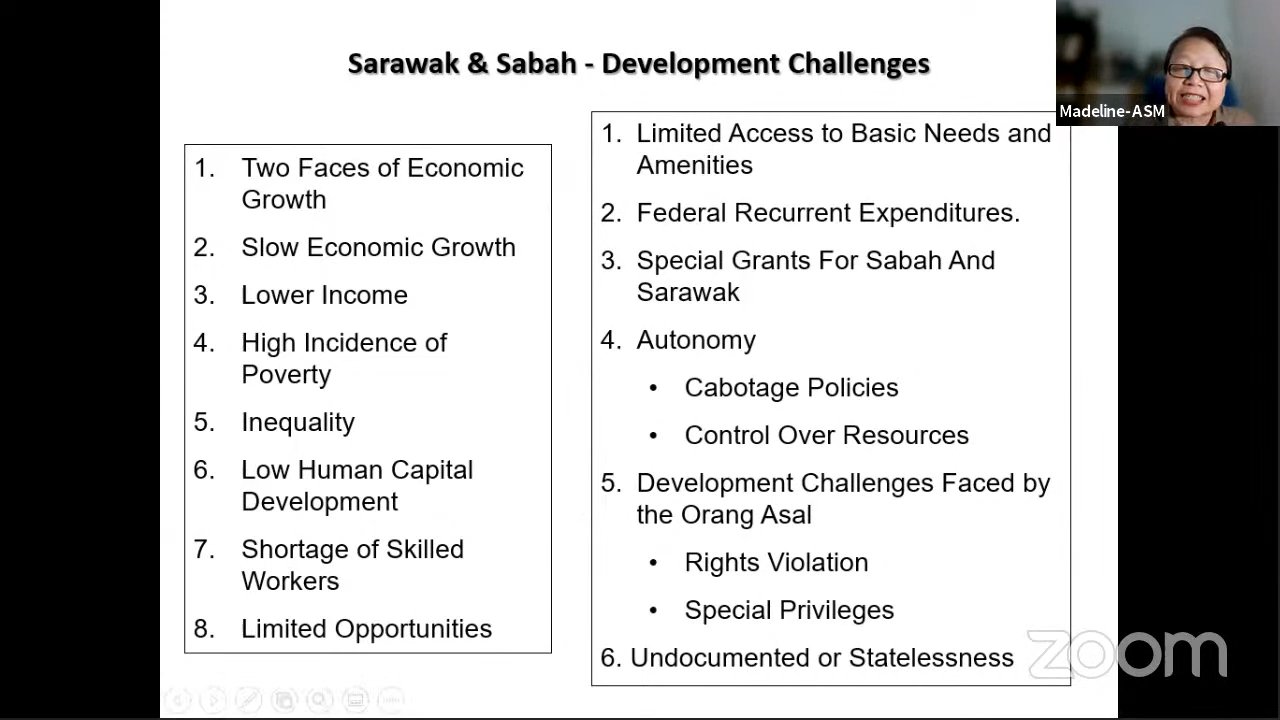 Sarawak & Sabah - Development Challenges
1. Two Faces of Economic
Growth
2. Slow Economic Growth
3. Lower Income
4. High Incidence of
Poverty
5. Inequality
6. Low Human Capital
Development
7. Shortage of Skilled
Workers
8. Limited Opportunities
1. Limited Access to Basic Needs and
Amenities
2. Federal Recurrent Expenditures.
3. Special Grants For Sabah And
Sarawak
4. Autonomy
• Cabotage Policies
• Control Over Resources
5. Development Challenges Faced by
the Orang Asal
• Rights Violation
• Special Privileges
6. Undocumented or Statelessness
Madeline-ASM
zoom